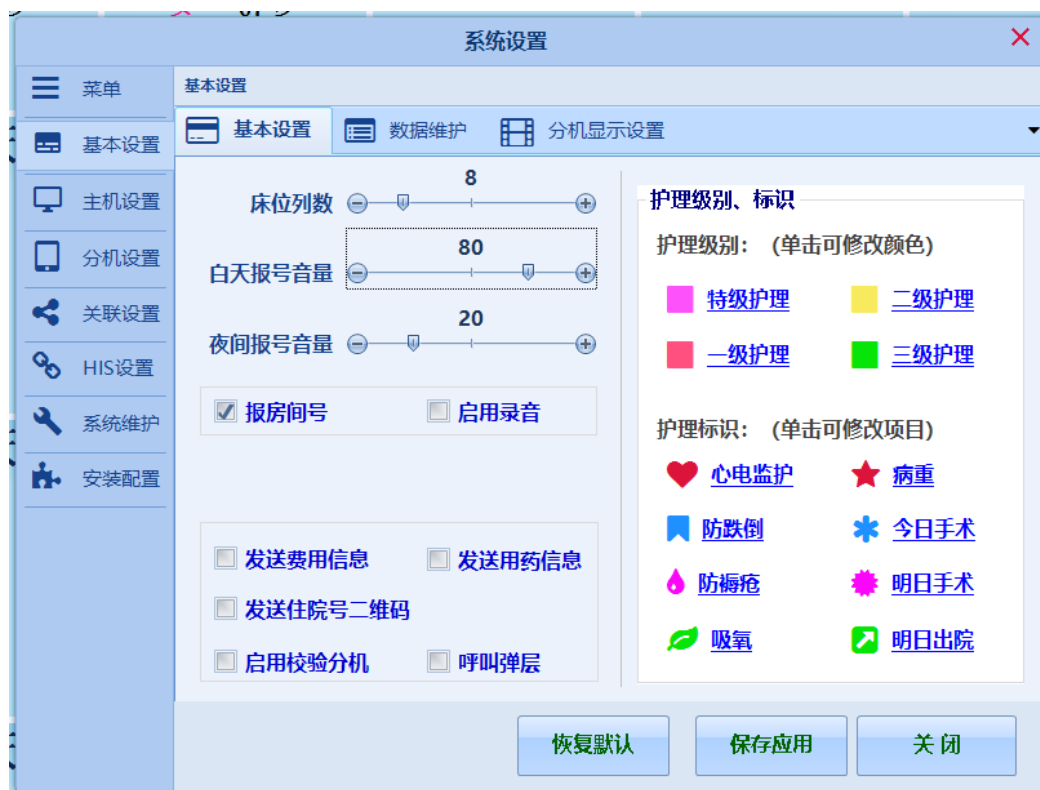 系统设置
菜单
基本设置
主机设置
分机设置
关联设置
HIS设置
系统维护
安装配置
基本设置
基本设置 数据维护 分机显示设置
8
床位列数
80
白天报号音量
20
夜间报号音量
报房间号 启用录音
发送费用信息 发送用药信息
发送住院号二维码
启用校验分机 呼叫弹层
护理级别、标识
护理级别： (单击可修改颜色)
特级护理 二级护理
一级护理 三级护理
护理标识： (单击可修改项目)
心电监护 病重
防跌倒 今日手术
防褥疮 明日手术
吸氧 明日出院
恢复默认 保存应用 关 闭